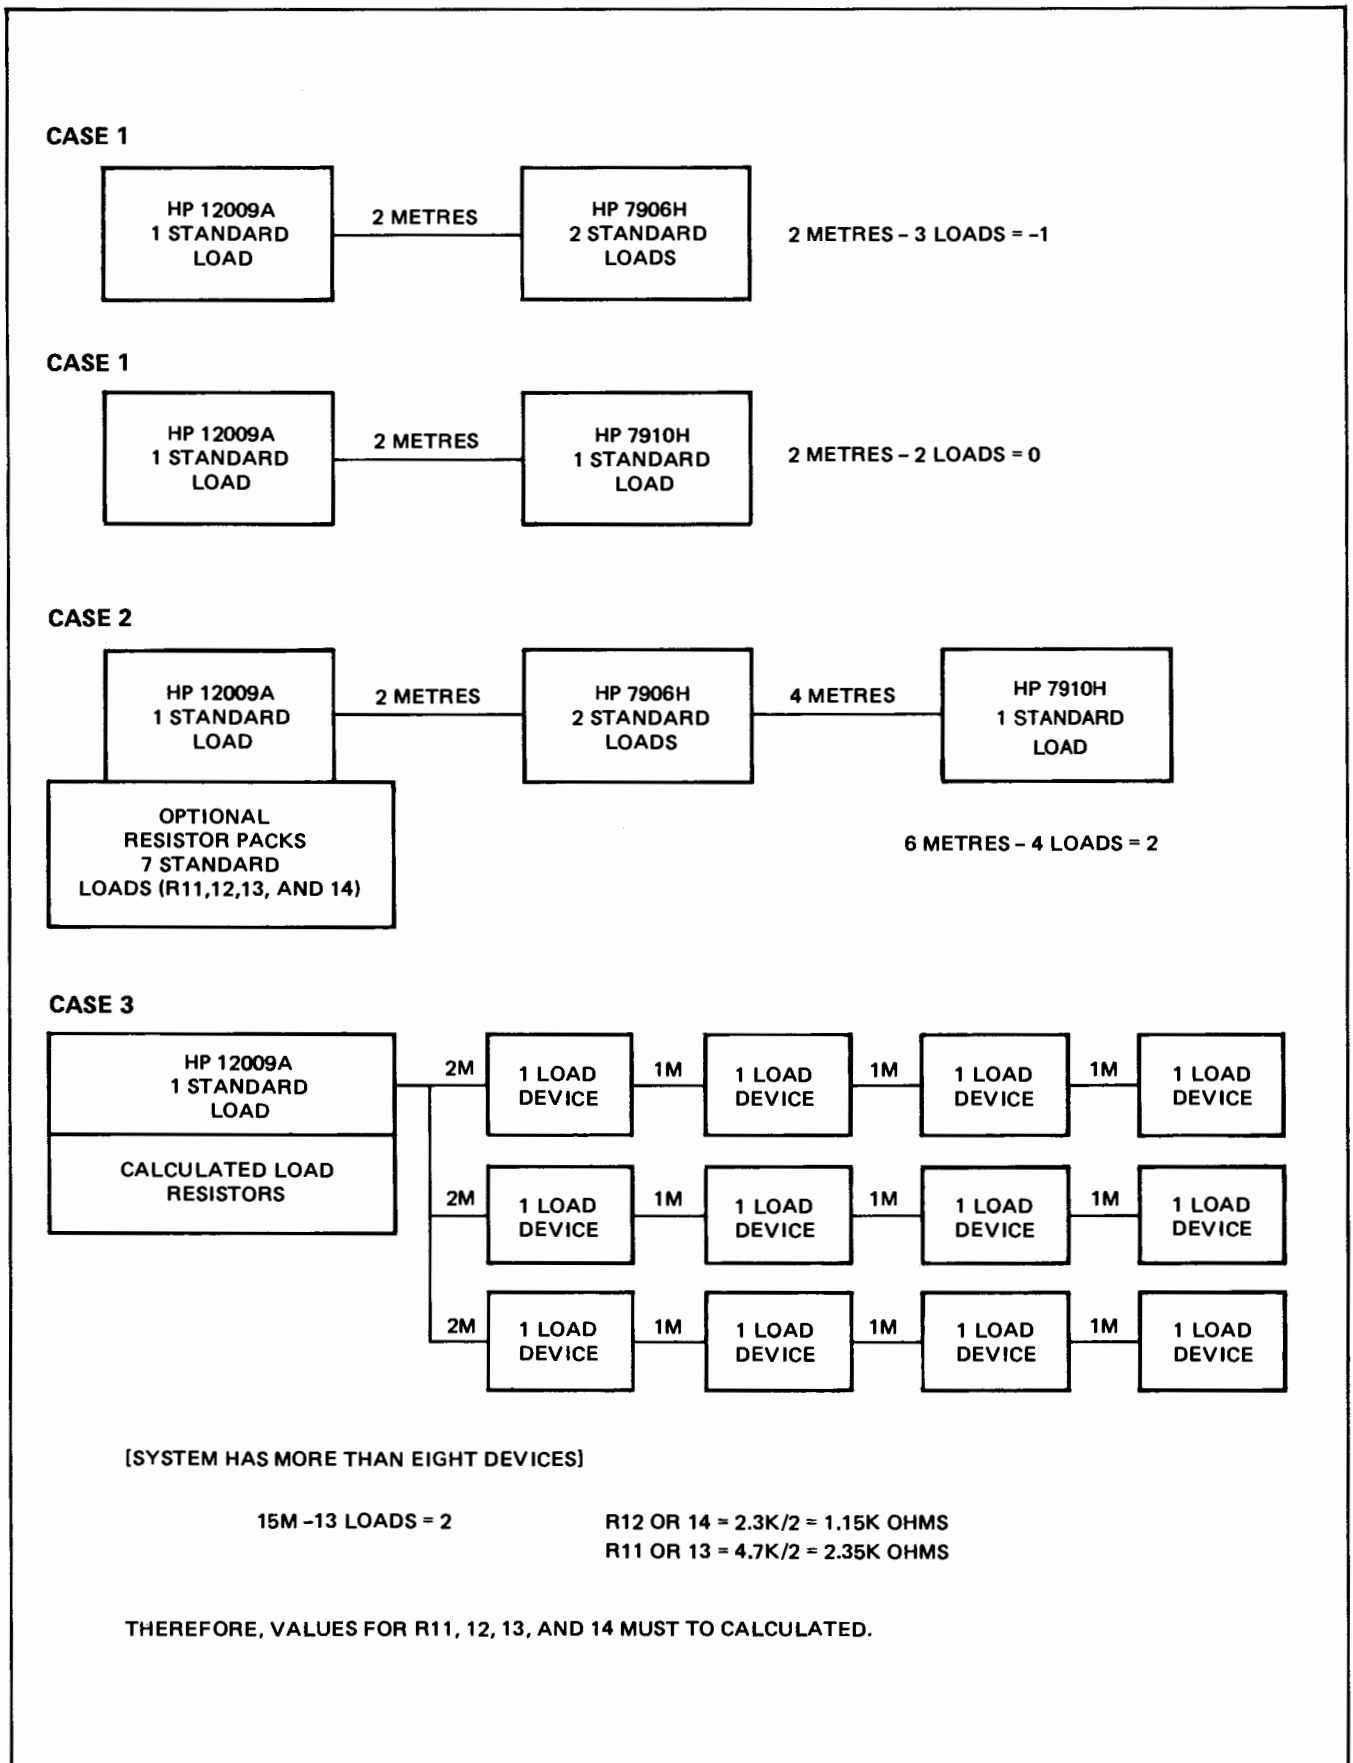 CASE 1
HP 12009A
1 STANDARD
LOAD
2 METRES
HP 7906H
2 STANDARD
LOADS
2 METRES – 3 LOADS = -1
CASE 1
HP 12009A
1 STANDARD
LOAD
2 METRES
HP 7910H
1 STANDARD
LOAD
2 METRES – 2 LOADS = 0
CASE 2
HP 12009A
1 STANDARD
LOAD
2 METRES
HP 7906H
2 STANDARD
LOADS
4 METRES
HP 7910H
1 STANDARD
LOAD
OPTIONAL
RESISTOR PACKS
7 STANDARD
LOADS (R11,12,13, AND 14)
6 METRES – 4 LOADS = 2
CASE 3
HP 12009A
1 STANDARD
LOAD
CALCULATED LOAD
RESISTORS
2M
1 LOAD
DEVICE
1M
1 LOAD
DEVICE
1M
1 LOAD
DEVICE
1M
1 LOAD
DEVICE
2M
1 LOAD
DEVICE
1M
1 LOAD
DEVICE
1M
1 LOAD
DEVICE
1M
1 LOAD
DEVICE
2M
1 LOAD
DEVICE
1M
1 LOAD
DEVICE
1M
1 LOAD
DEVICE
1M
1 LOAD
DEVICE
[SYSTEM HAS MORE THAN EIGHT DEVICES]
15M –13 LOADS = 2
R12 OR 14 = 2.3K/2 = 1.15K OHMS
R11 OR 13 = 4.7K/2 = 2.35K OHMS
THEREFORE, VALUES FOR R11, 12, 13, AND 14 MUST TO CALCULATED.